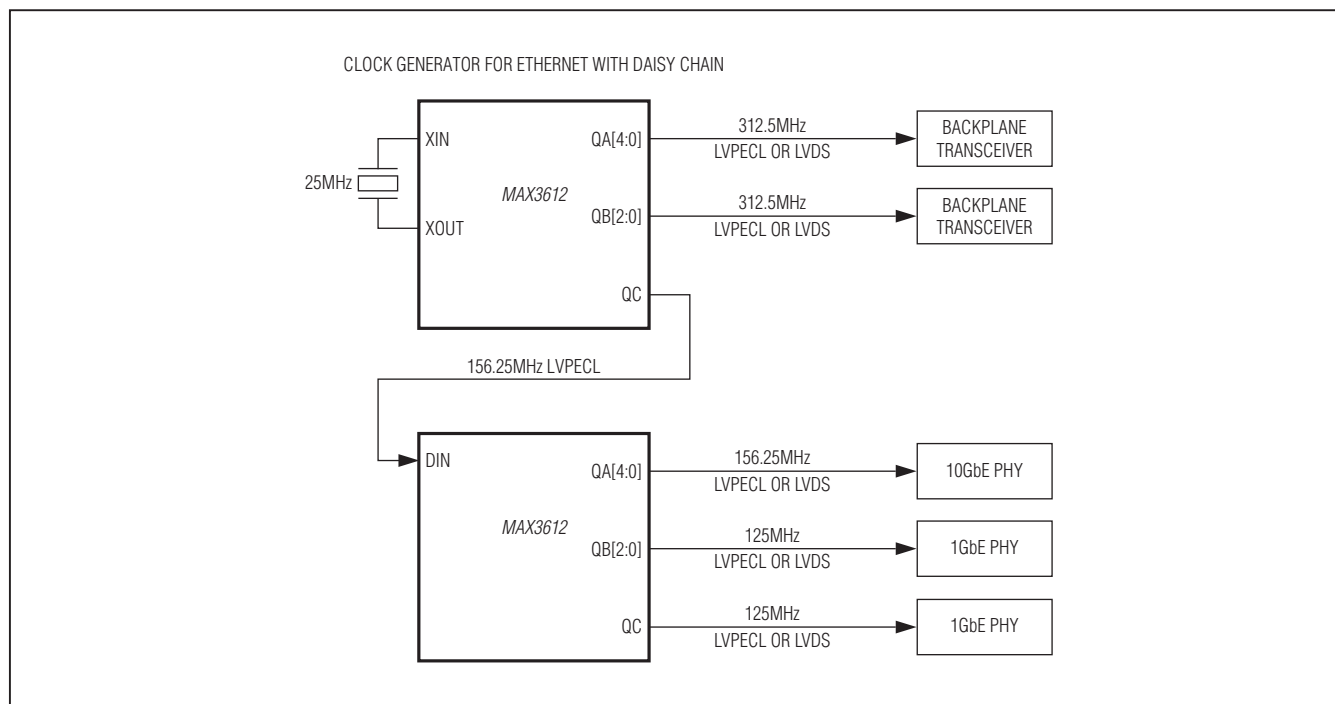 CLOCK GENERATOR FOR ETHERNET WITH DAISY CHAIN
XIN
25MHz
XOUT
MAX3612
QA[4:0]
312.5MHz
LVPECL OR LVDS
BACKPLANE
TRANSCEIVER
QB[2:0]
312.5MHz
LVPECL OR LVDS
BACKPLANE
TRANSCEIVER
QC
156.25MHz LVPECL
DIN
MAX3612
QA[4:0]
156.25MHz
LVPECL OR LVDS
10GbE PHY
QB[2:0]
125MHz
LVPECL OR LVDS
1GbE PHY
QC
125MHz
LVPECL OR LVDS
1GbE PHY